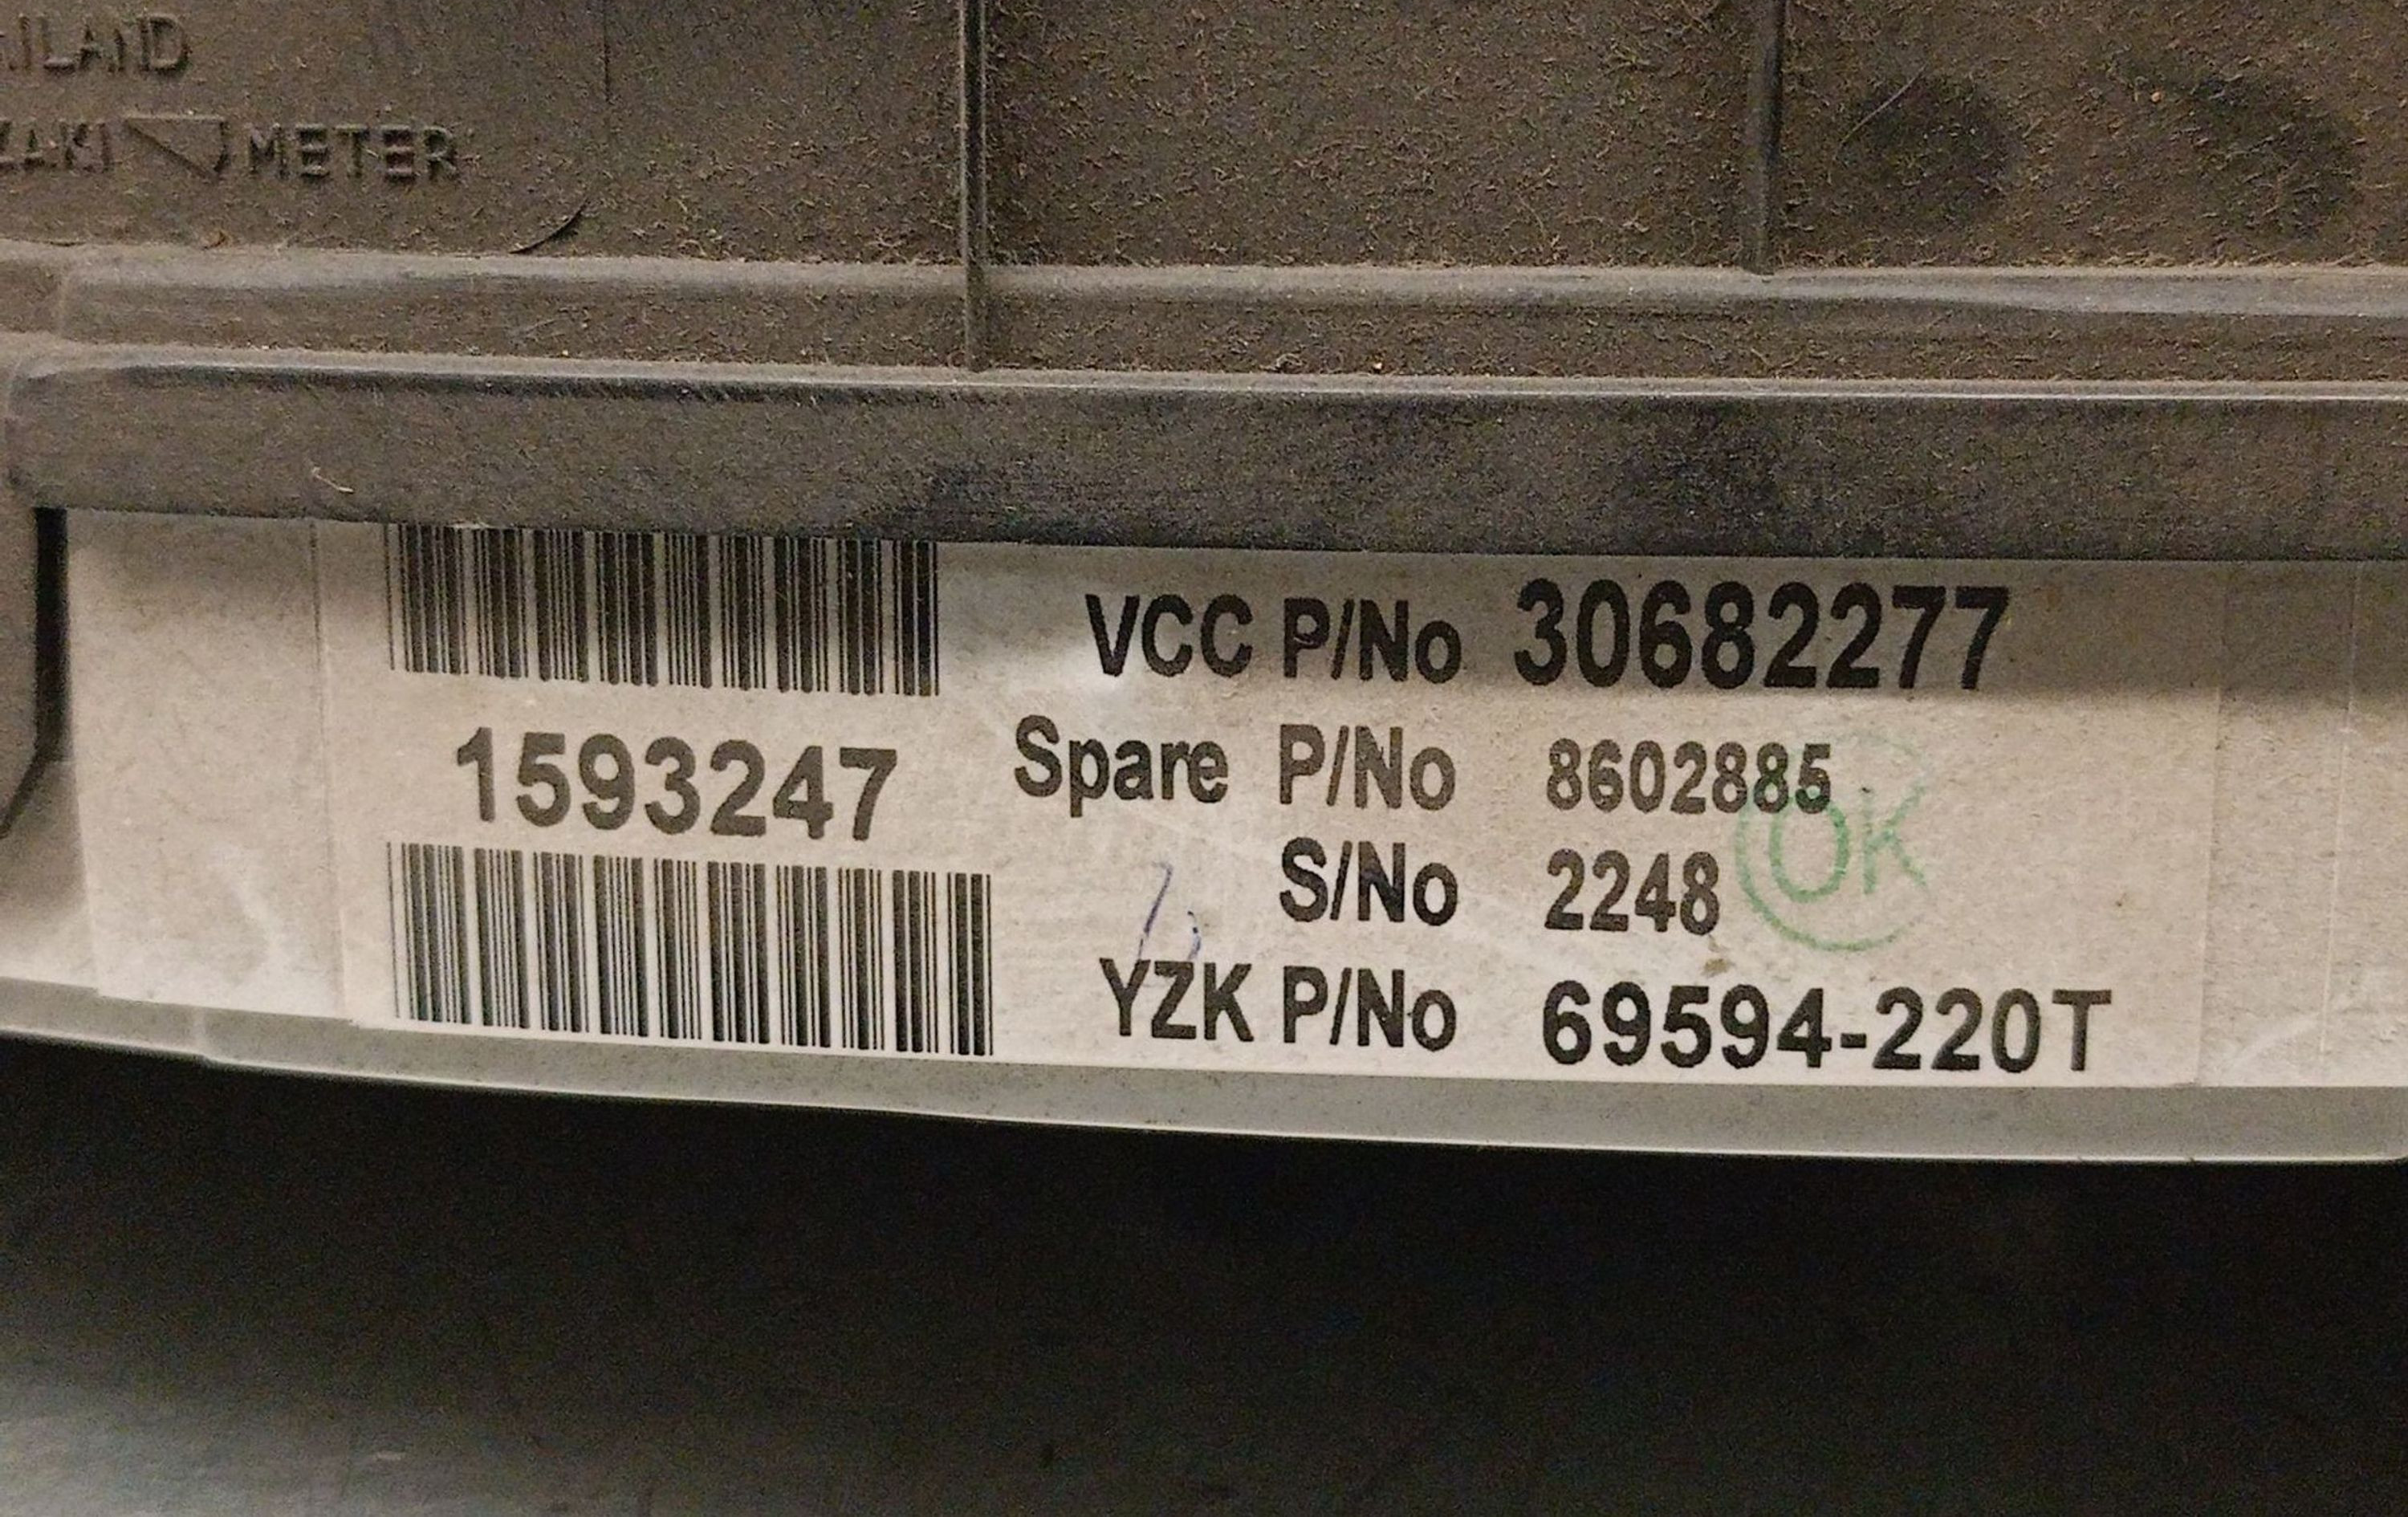 METER
VCC P/No 30682277
1593247
Spare P/No 8602885
S/No 2248
OK
YZK P/No 69594-220T